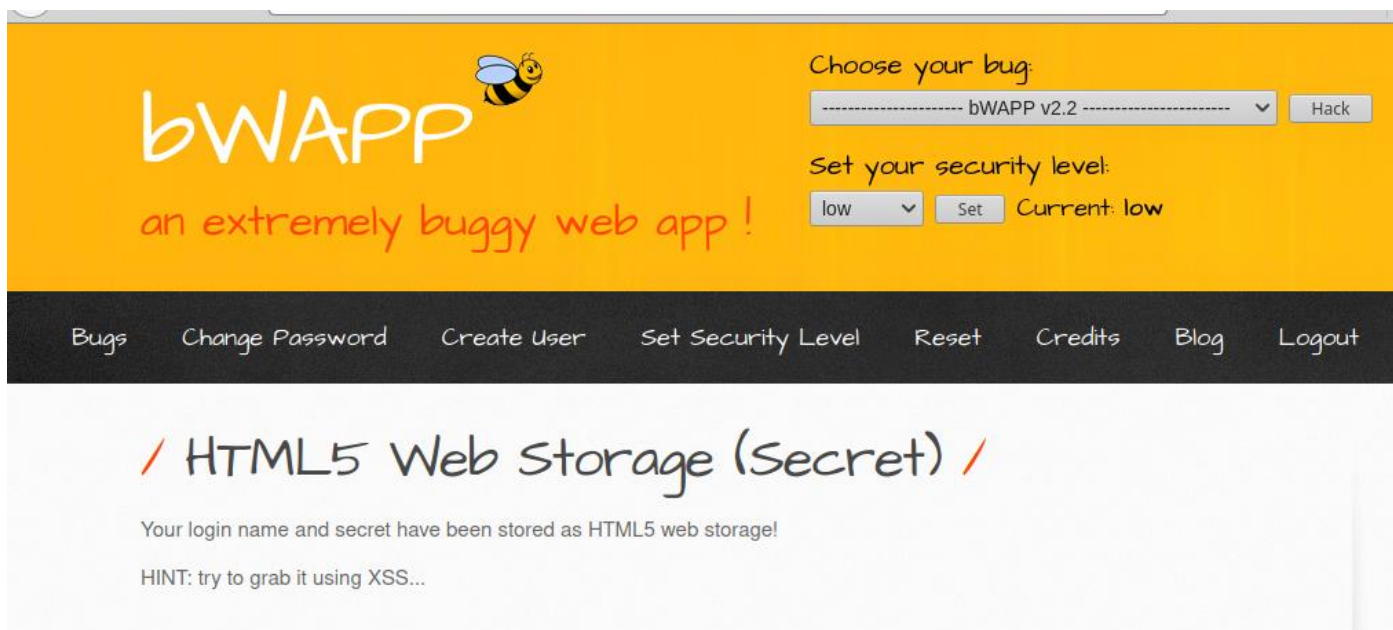 bWAPP
an extremely buggy web app !
Choose your bug:
---------------------- bWAPP v2.2 -----------------------
Hack
Set your security level:
low
Set
Current: low
Bugs
Change Password
Create User
Set Security Level
Reset
Credits
Blog
Logout
/ HTML5 Web Storage (Secret) /
Your login name and secret have been stored as HTML5 web storage!
HINT: try to grab it using XSS...